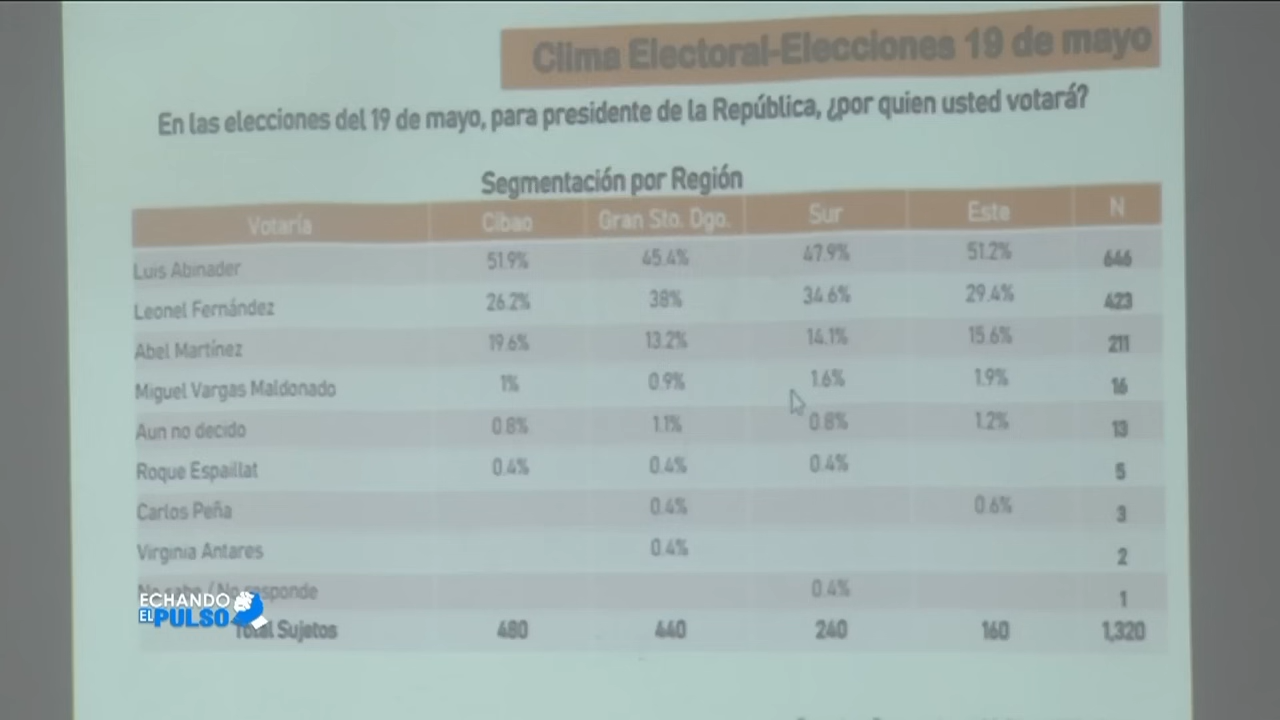 Clima Electoral-Elecciones 19 de mayo
En las elecciones del 19 de mayo, para presidente de la República, ¿por quien usted votará?
Segmentación por Región
Votaría Cibao Gran Sto. Dgo. Sur Este N
Luis Abinader 51.9% 45.4% 47.9% 51.2% 646
Leonel Fernández 26.2% 38% 34.6% 29.4% 423
Abel Martínez 19.6% 13.2% 14.1% 15.6% 211
Miguel Vargas Maldonado 1% 0.9% 1.6% 1.9% 16
Aun no decido 0.8% 1.1% 0.8% 1.2% 13
Roque Espaillat 0.4% 0.4% 0.4% 5
Carlos Peña 0.4% 0.6% 3
Virginia Antares 0.4% 2
No sabe / No responde 0.4% 1
Total Sujetos 480 440 240 160 1,320
ECHANDO
EL PULSO